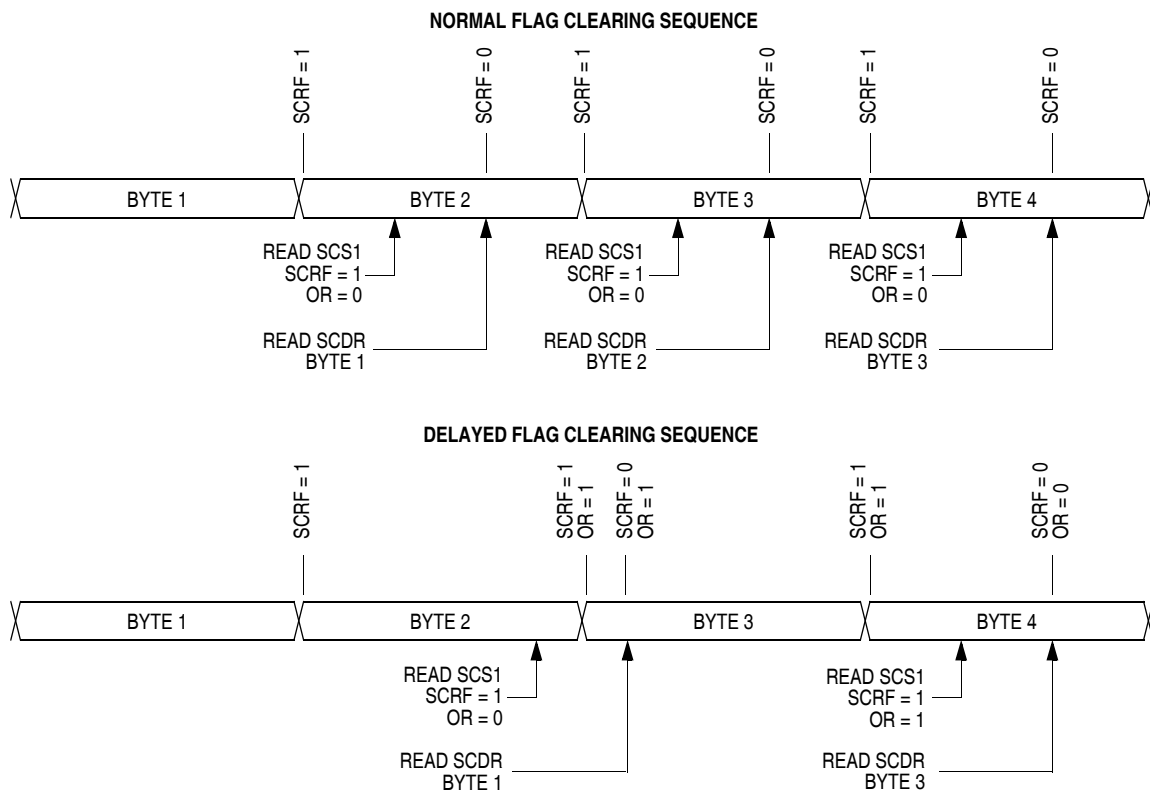 NORMAL FLAG CLEARING SEQUENCE
SCRF = 1
SCRF = 0
SCRF = 1
SCRF = 0
SCRF = 1
SCRF = 0
BYTE 1
BYTE 2
BYTE 3
BYTE 4
READ SCS1
SCRF = 1
OR = 0
READ SCS1
SCRF = 1
OR = 0
READ SCS1
SCRF = 1
OR = 0
READ SCDR
BYTE 1
READ SCDR
BYTE 2
READ SCDR
BYTE 3
DELAYED FLAG CLEARING SEQUENCE
SCRF = 1
SCRF = 1
OR = 1
SCRF = 0
OR = 1
SCRF = 1
OR = 1
SCRF = 0
OR = 0
BYTE 1
BYTE 2
BYTE 3
BYTE 4
READ SCS1
SCRF = 1
OR = 0
READ SCS1
SCRF = 1
OR = 1
READ SCDR
BYTE 1
READ SCDR
BYTE 3